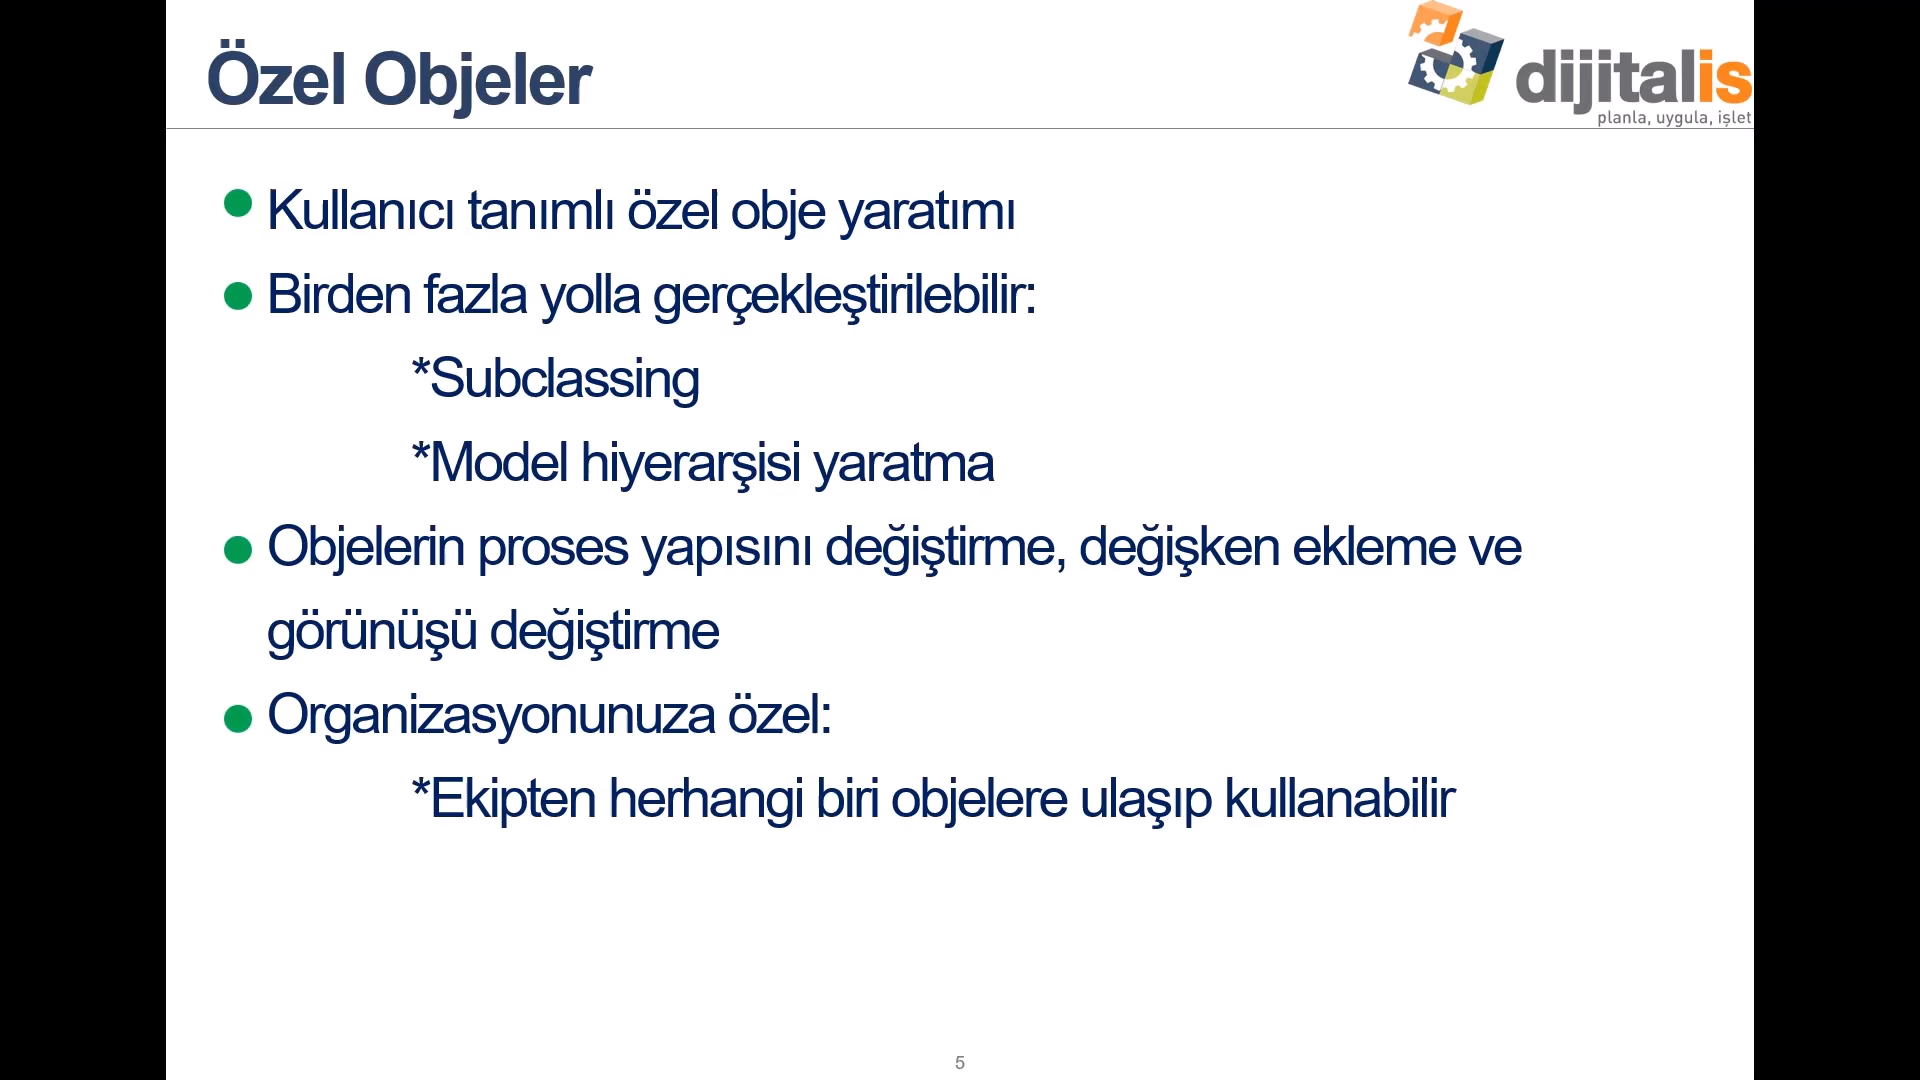 Özel Objeler
dijitalis
planla, uygula, işlet
Kullanıcı tanımlı özel obje yaratımı
Birden fazla yolla gerçekleştirilebilir:
*Subclassing
*Model hiyerarşisi yaratma
Objelerin proses yapısını değiştirme, değişken ekleme ve
görünüşü değiştirme
Organizasyonunuza özel:
*Ekipten herhangi biri objelere ulaşıp kullanabilir
5